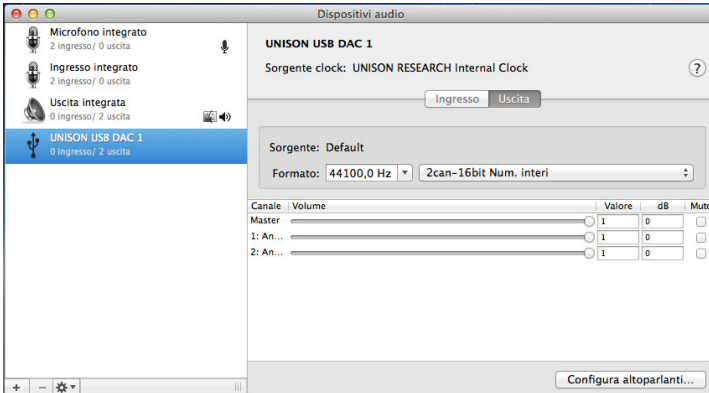 Dispositivi audio
Microfono integrato
2 ingresso/ 0 uscita
Ingresso integrato
2 ingresso/ 0 uscita
Uscita integrata
0 ingresso/ 2 uscita
UNISON USB DAC 1
0 ingresso/ 2 uscita
UNISON USB DAC 1
Sorgente clock: UNISON RESEARCH Internal Clock
?
Ingresso Uscita
Sorgente: Default
Formato: 44100,0 Hz 2can-16bit Num. interi
Canale Volume Valore dB Muto
Master 1 0
1: An... 1 0
2: An... 1 0
Configura altoparlanti...